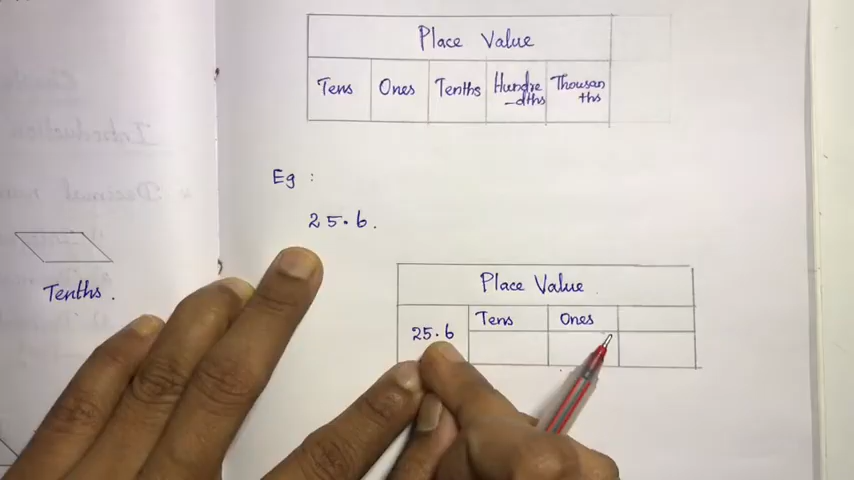 Place Value
Tens Ones Tenths Hundre Thousan
-dths ths
Eg :
25.6.
Tenths.
Place Value
25.6 Tens Ones